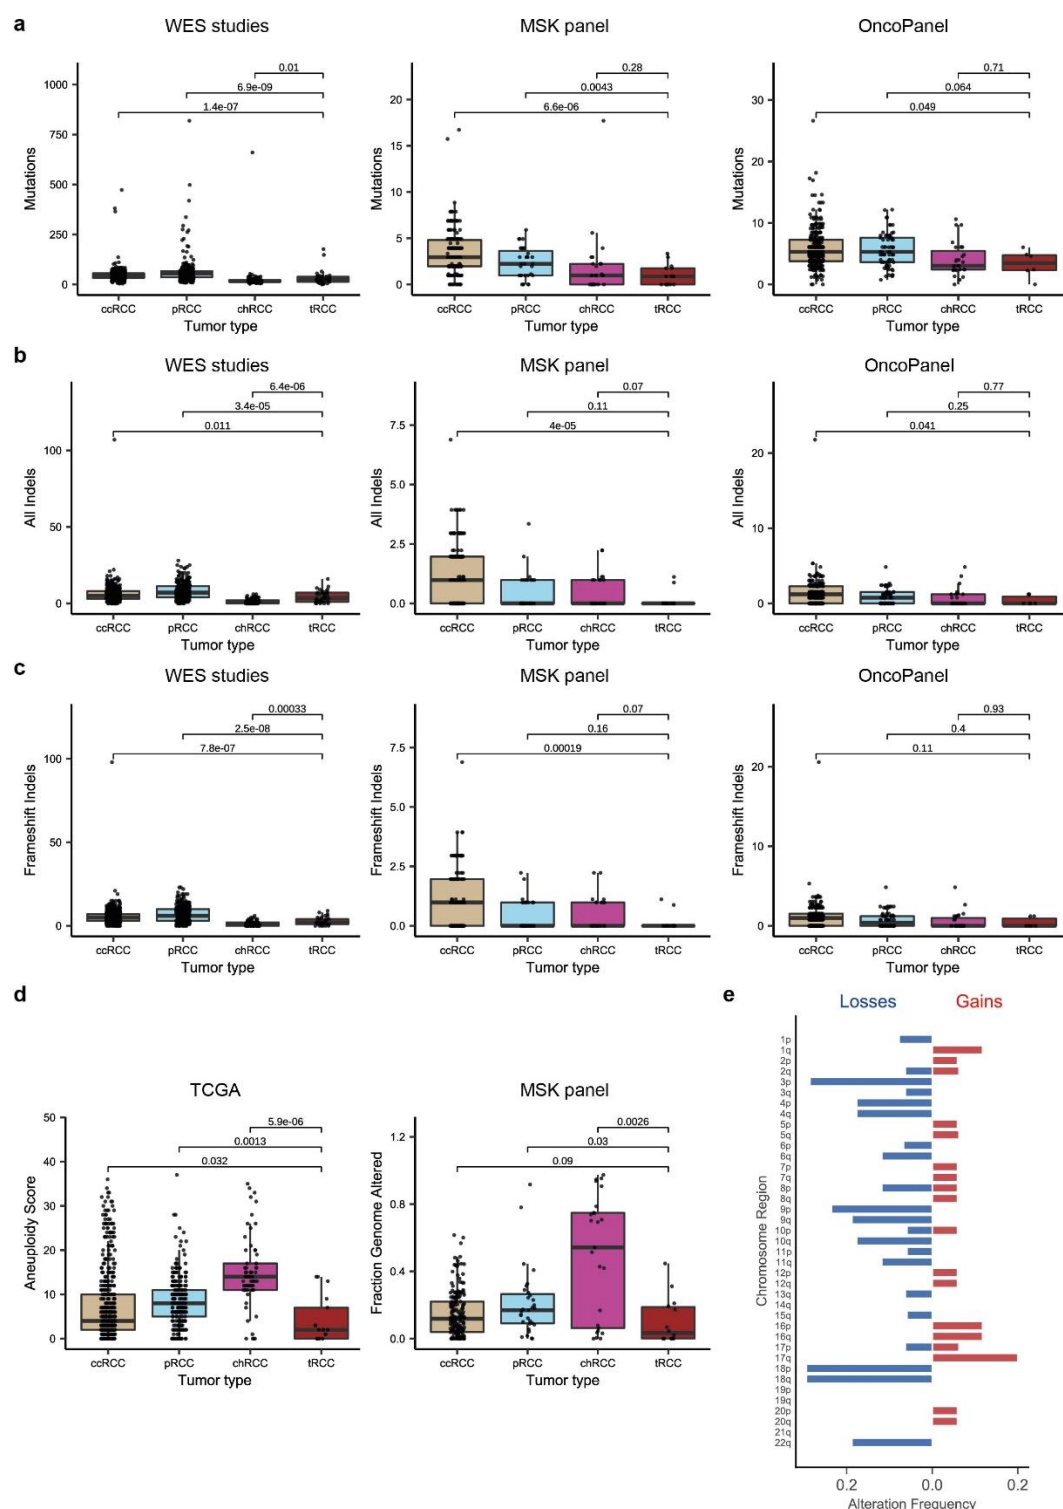 a
WES studies
MSK panel
OncoPanel
0.01
6.9e-09
1.4e-07
1000
750
500
250
0
Mutations
ccRCC pRCC chRCC tRCC
Tumor type
0.28
0.0043
6.6e-06
20
15
10
5
0
Mutations
ccRCC pRCC chRCC tRCC
Tumor type
0.71
0.064
0.049
30
20
10
0
Mutations
ccRCC pRCC chRCC tRCC
Tumor type
b
WES studies
MSK panel
OncoPanel
6.4e-06
3.4e-05
0.011
100
50
0
All Indels
ccRCC pRCC chRCC tRCC
Tumor type
0.07
0.11
4e-05
7.5
5.0
2.5
0.0
All Indels
ccRCC pRCC chRCC tRCC
Tumor type
0.77
0.25
0.041
20
10
0
All Indels
ccRCC pRCC chRCC tRCC
Tumor type
c
WES studies
MSK panel
OncoPanel
0.00033
2.5e-08
7.8e-07
100
50
0
Frameshift Indels
ccRCC pRCC chRCC tRCC
Tumor type
0.07
0.16
0.00019
7.5
5.0
2.5
0.0
Frameshift Indels
ccRCC pRCC chRCC tRCC
Tumor type
0.93
0.4
0.11
20
10
0
Frameshift Indels
ccRCC pRCC chRCC tRCC
Tumor type
d
TCGA
MSK panel
5.9e-06
0.0013
0.032
50
40
30
20
10
0
Aneuploidy Score
ccRCC pRCC chRCC tRCC
Tumor type
0.0026
0.03
0.09
1.2
0.8
0.4
0.0
Fraction Genome Altered
ccRCC pRCC chRCC tRCC
Tumor type
e
Losses Gains
1p
1q
2p
2q
3p
3q
4p
4q
5p
5q
6p
6q
7p
7q
8p
8q
9p
9q
10p
10q
11p
11q
12p
12q
13q
14q
15q
16p
16q
17p
17q
18p
18q
19p
19q
20p
20q
21q
22q
Chromosome Region
0.2 0.0 0.2
Alteration Frequency